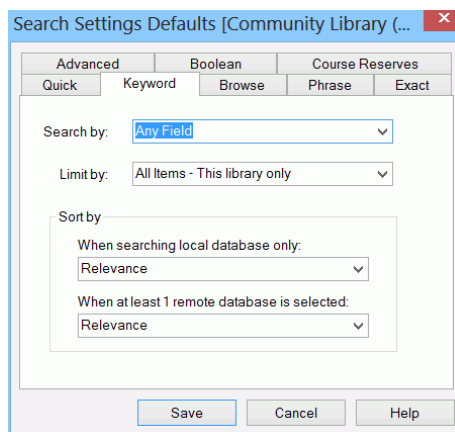 Search Settings Defaults [Community Library (...
Advanced Boolean Course Reserves
Quick Keyword Browse Phrase Exact
Search by: Any Field
Limit by: All Items - This library only
Sort by
When searching local database only:
Relevance
When at least 1 remote database is selected:
Relevance
Save Cancel Help